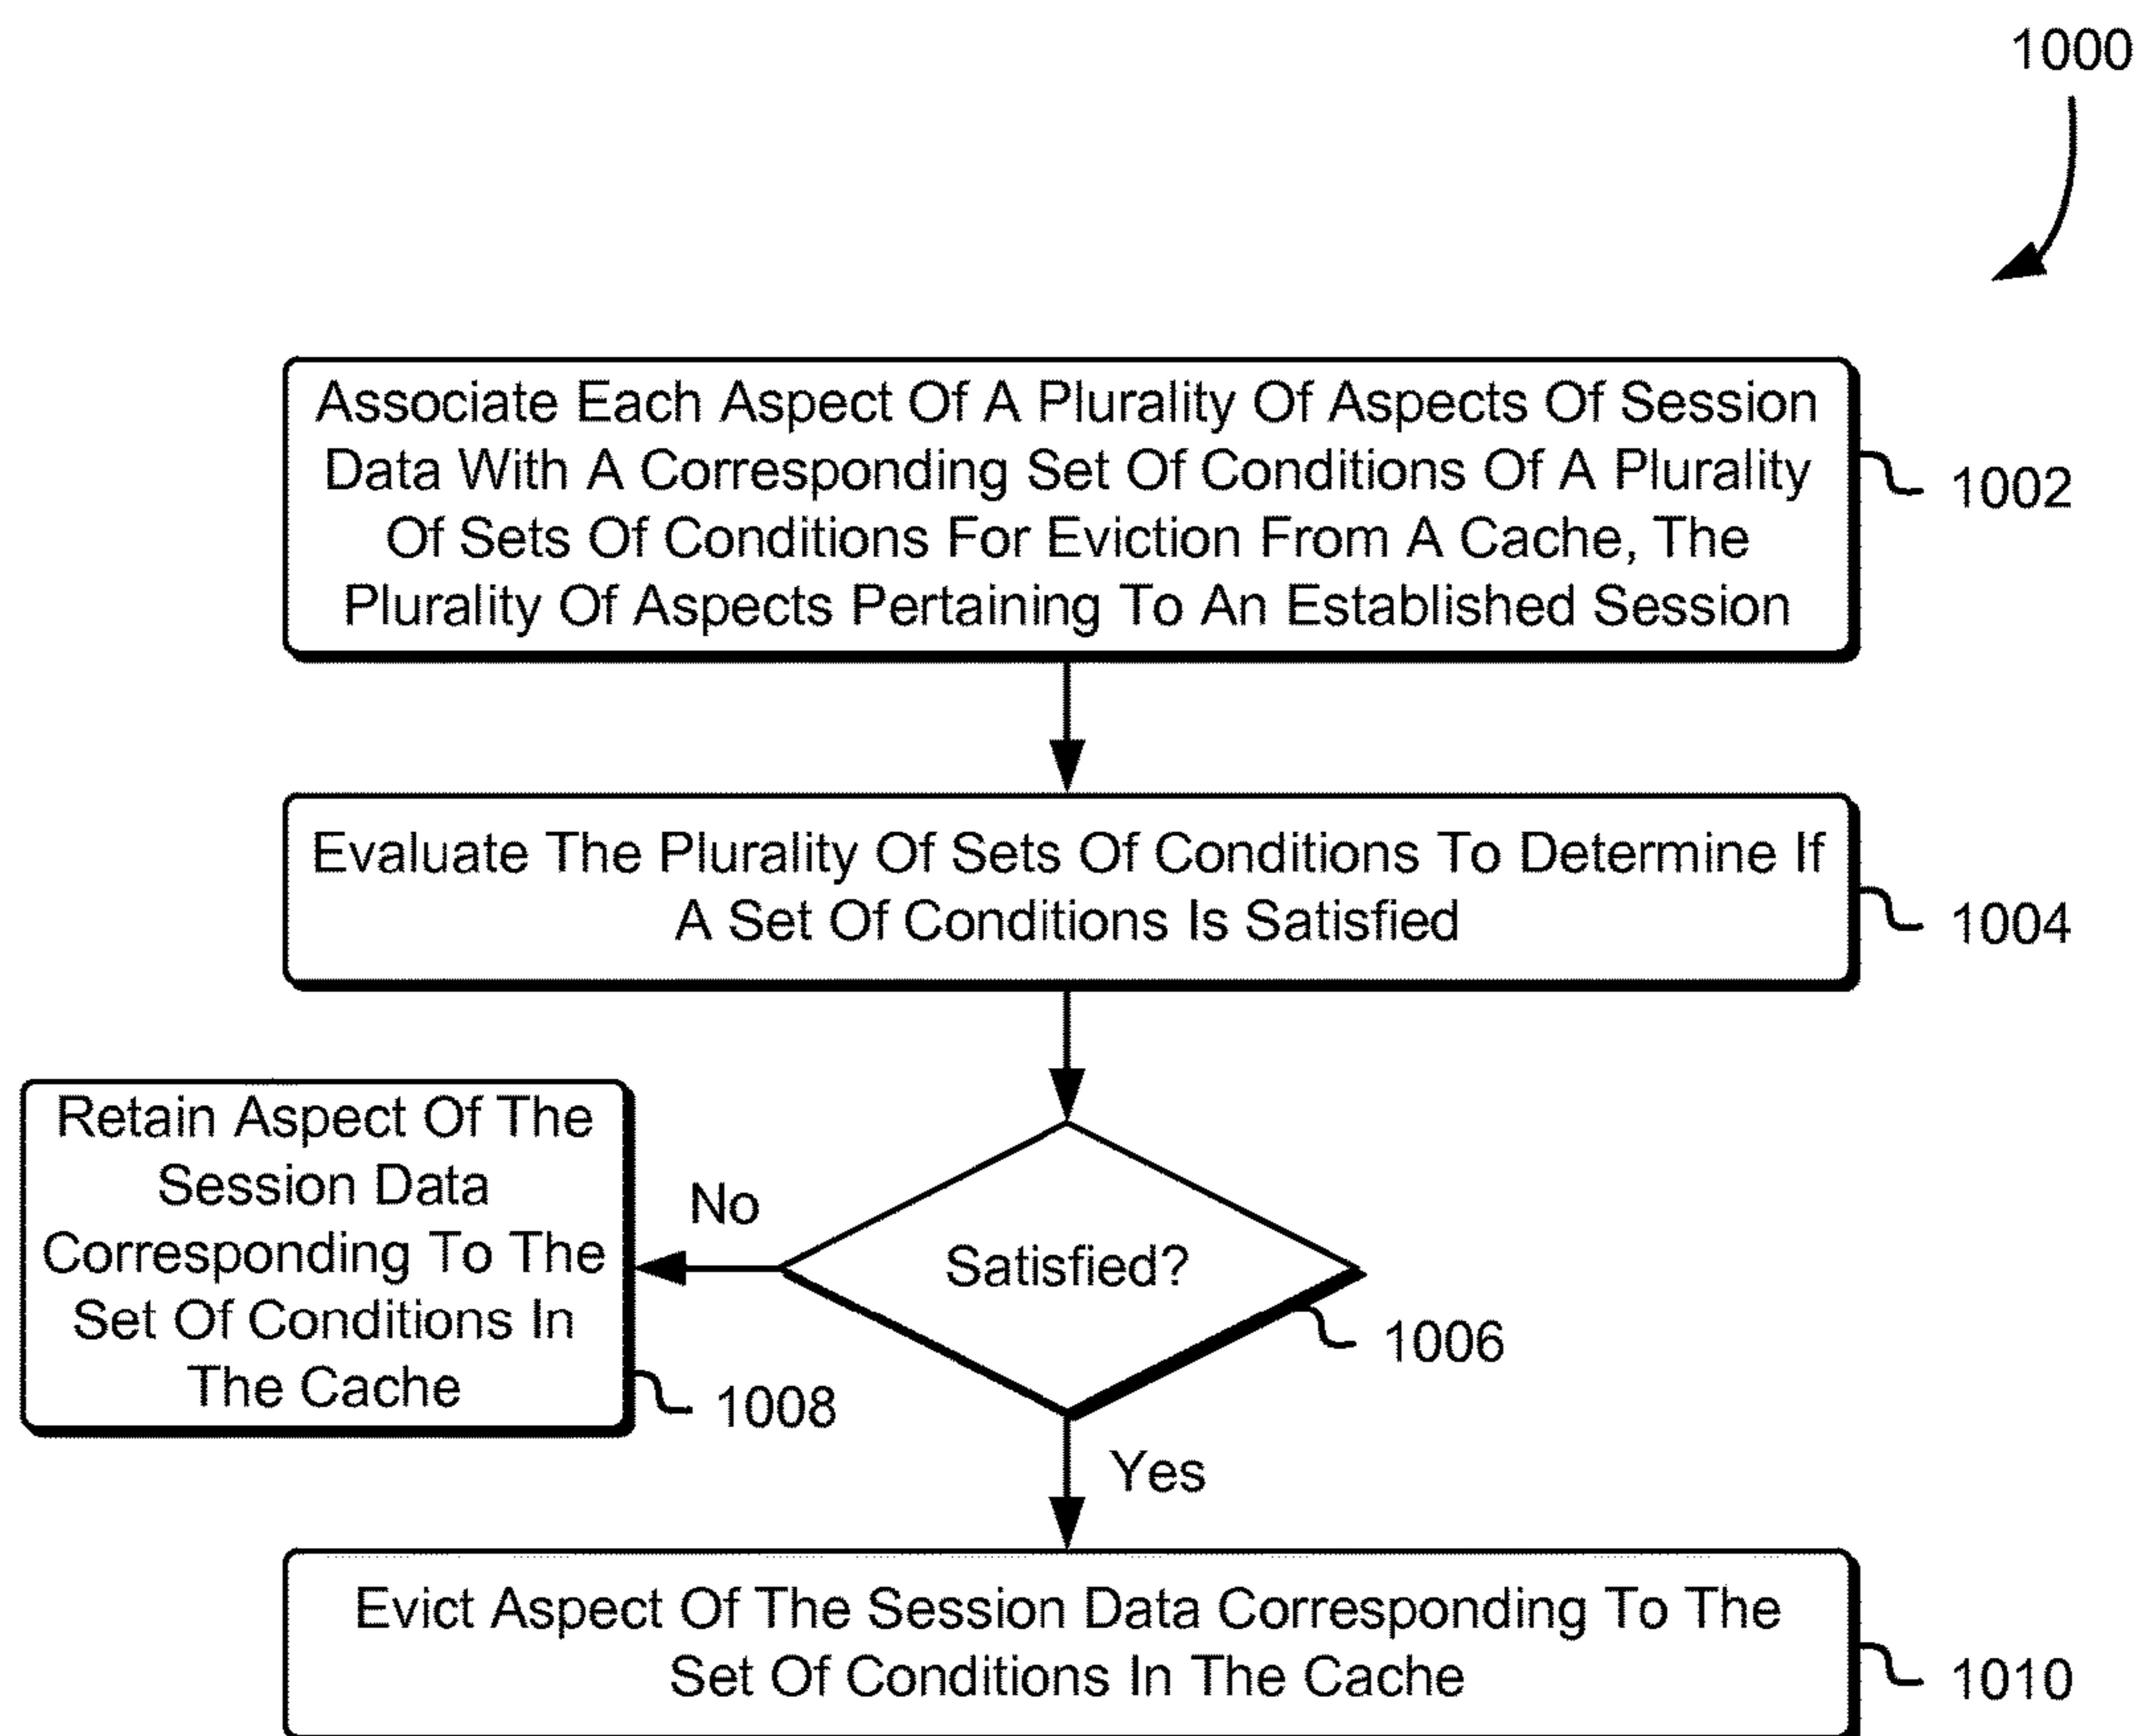 1000
Associate Each Aspect Of A Plurality Of Aspects Of Session
Data With A Corresponding Set Of Conditions Of A Plurality
Of Sets Of Conditions For Eviction From A Cache, The
Plurality Of Aspects Pertaining To An Established Session
1002
Evaluate The Plurality Of Sets Of Conditions To Determine If
A Set Of Conditions Is Satisfied
1004
Satisfied?
1006
No
Retain Aspect Of The
Session Data
Corresponding To The
Set Of Conditions In
The Cache
1008
Yes
Evict Aspect Of The Session Data Corresponding To The
Set Of Conditions In The Cache
1010